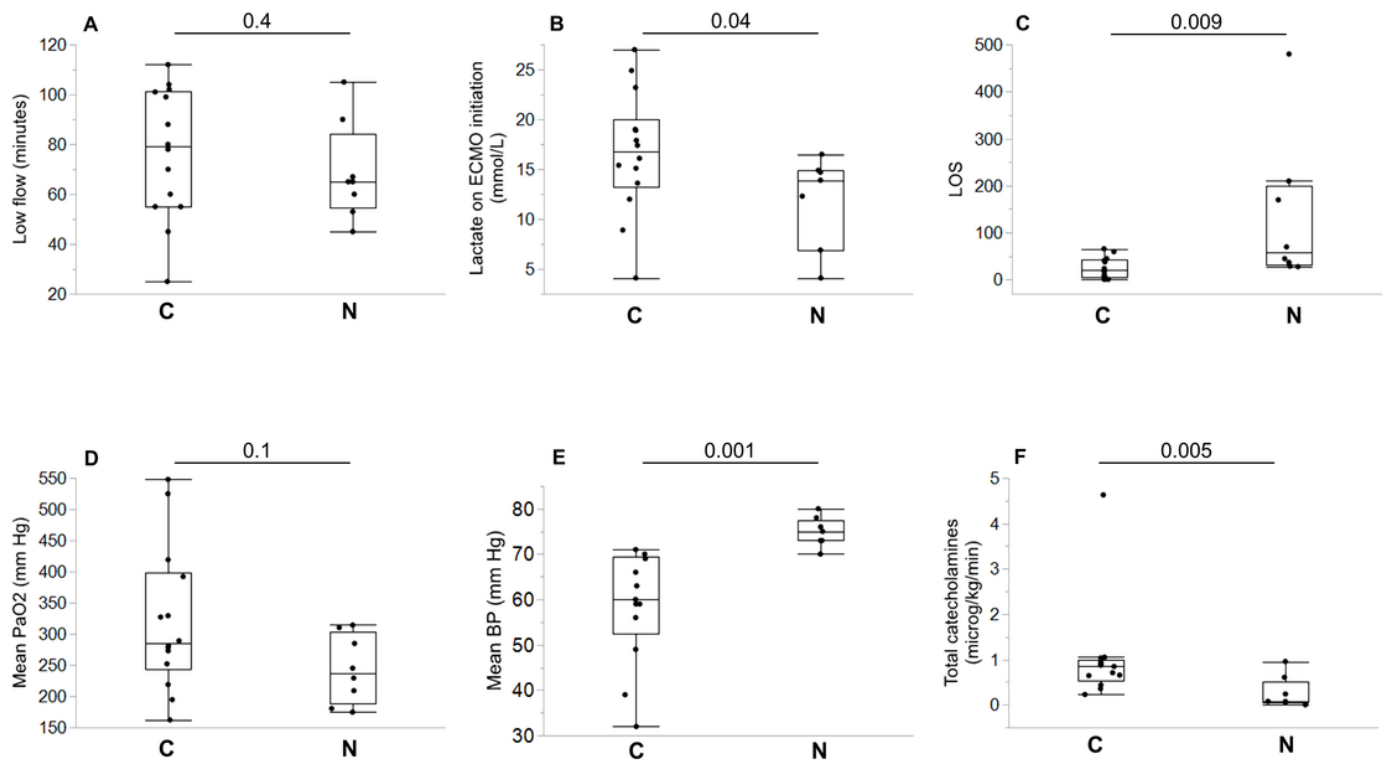 A
0.4
Low flow (minutes)
120
100
80
60
40
20
C
N
B
0.04
Lactate on ECMO initiation
(mmol/L)
25
20
15
10
5
C
N
C
0.009
LOS
500
400
300
200
100
0
C
N
D
0.1
Mean PaO2 (mm Hg)
550
500
450
400
350
300
250
200
150
C
N
E
0.001
Mean BP (mm Hg)
80
70
60
50
40
30
C
N
F
0.005
Total catecholamines
(microg/kg/min)
5
4
3
2
1
0
C
N